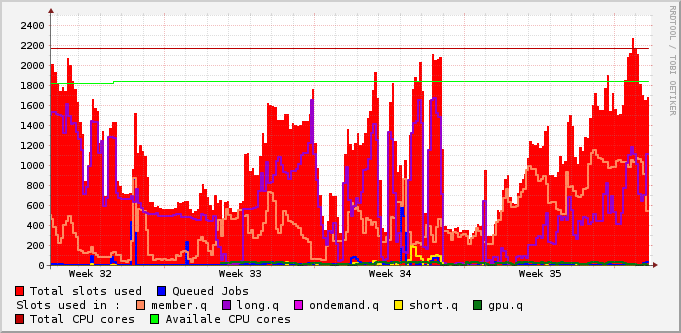 2400
2200
2000
1800
1600
1400
1200
1000
800
600
400
200
0
Week 32 Week 33 Week 34 Week 35
RRDTOOL / TOBI OETIKER
Total slots used Queued Jobs
Slots used in : member.q long.q ondemand.q short.q gpu.q
Total CPU cores Availale CPU cores